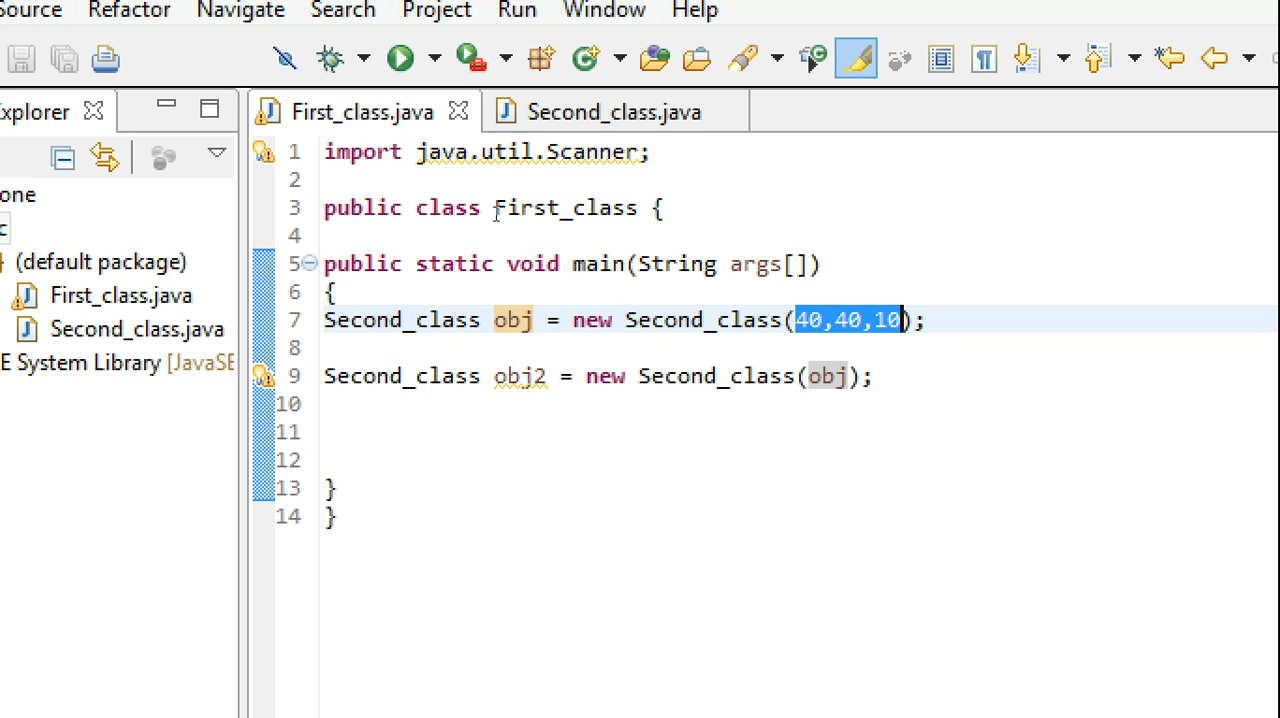 Source Refactor Navigate Search Project Run Window Help
Explorer
First_class.java
Second_class.java
one
c
(default package)
First_class.java
Second_class.java
E System Library [JavaSE
1 import java.util.Scanner;
2
3 public class First_class {
4
5 public static void main(String args[])
6 {
7 Second_class obj = new Second_class(40,40,10);
8
9 Second_class obj2 = new Second_class(obj);
10
11
12
13 }
14 }